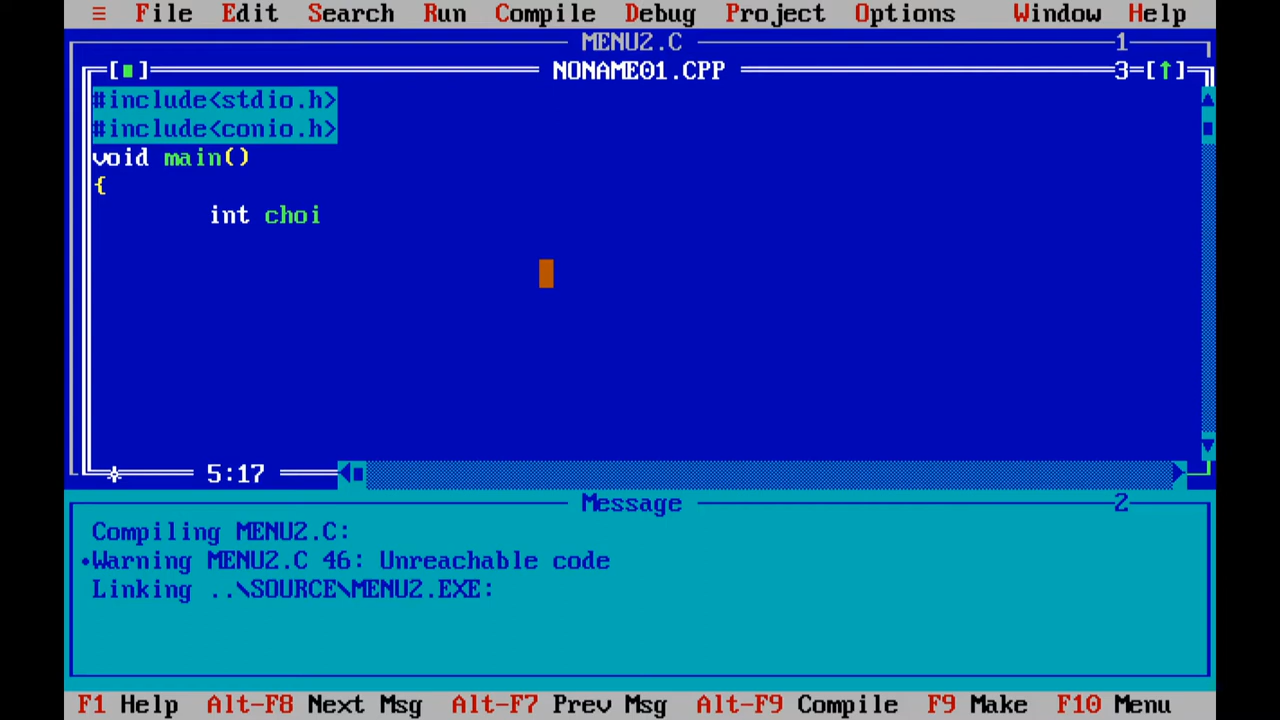 ≡ File Edit Search Run Compile Debug Project Options Window Help
MENU2.C 1
[■] NONAME01.CPP 3=[↑]
#include<stdio.h>
#include<conio.h>
void main()
{
int choi
5:17
Message 2
Compiling MENU2.C:
•Warning MENU2.C 46: Unreachable code
Linking ..\SOURCE\MENU2.EXE:
F1 Help Alt-F8 Next Msg Alt-F7 Prev Msg Alt-F9 Compile F9 Make F10 Menu